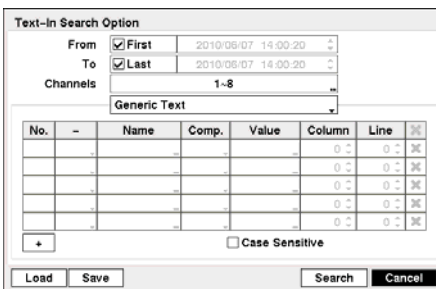 Text-In Search Option
From First 2010/06/07 14:00:20
To Last 2010/06/07 14:00:20
Channels 1~8
Generic Text
No. - Name Comp. Value Column Line
0 0
0 0
0 0
0 0
0 0
+ Case Sensitive
Load Save Search Cancel